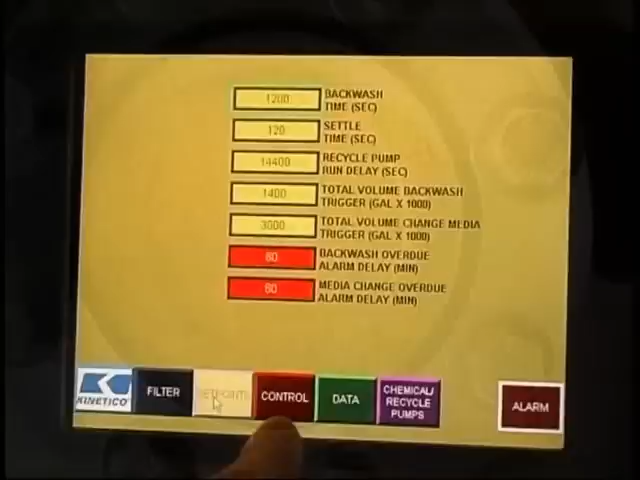 1200
BACKWASH
TIME (SEC)
120
SETTLE
TIME (SEC)
14400
RECYCLE PUMP
RUN DELAY (SEC)
1400
TOTAL VOLUME BACKWASH
TRIGGER (GAL X 1000)
3000
TOTAL VOLUME CHANGE MEDIA
TRIGGER (GAL X 1000)
60
BACKWASH OVERDUE
ALARM DELAY (MIN)
60
MEDIA CHANGE OVERDUE
ALARM DELAY (MIN)
KINETICO
FILTER
CONTROL
DATA
CHEMICAL/
RECYCLE
PUMPS
ALARM